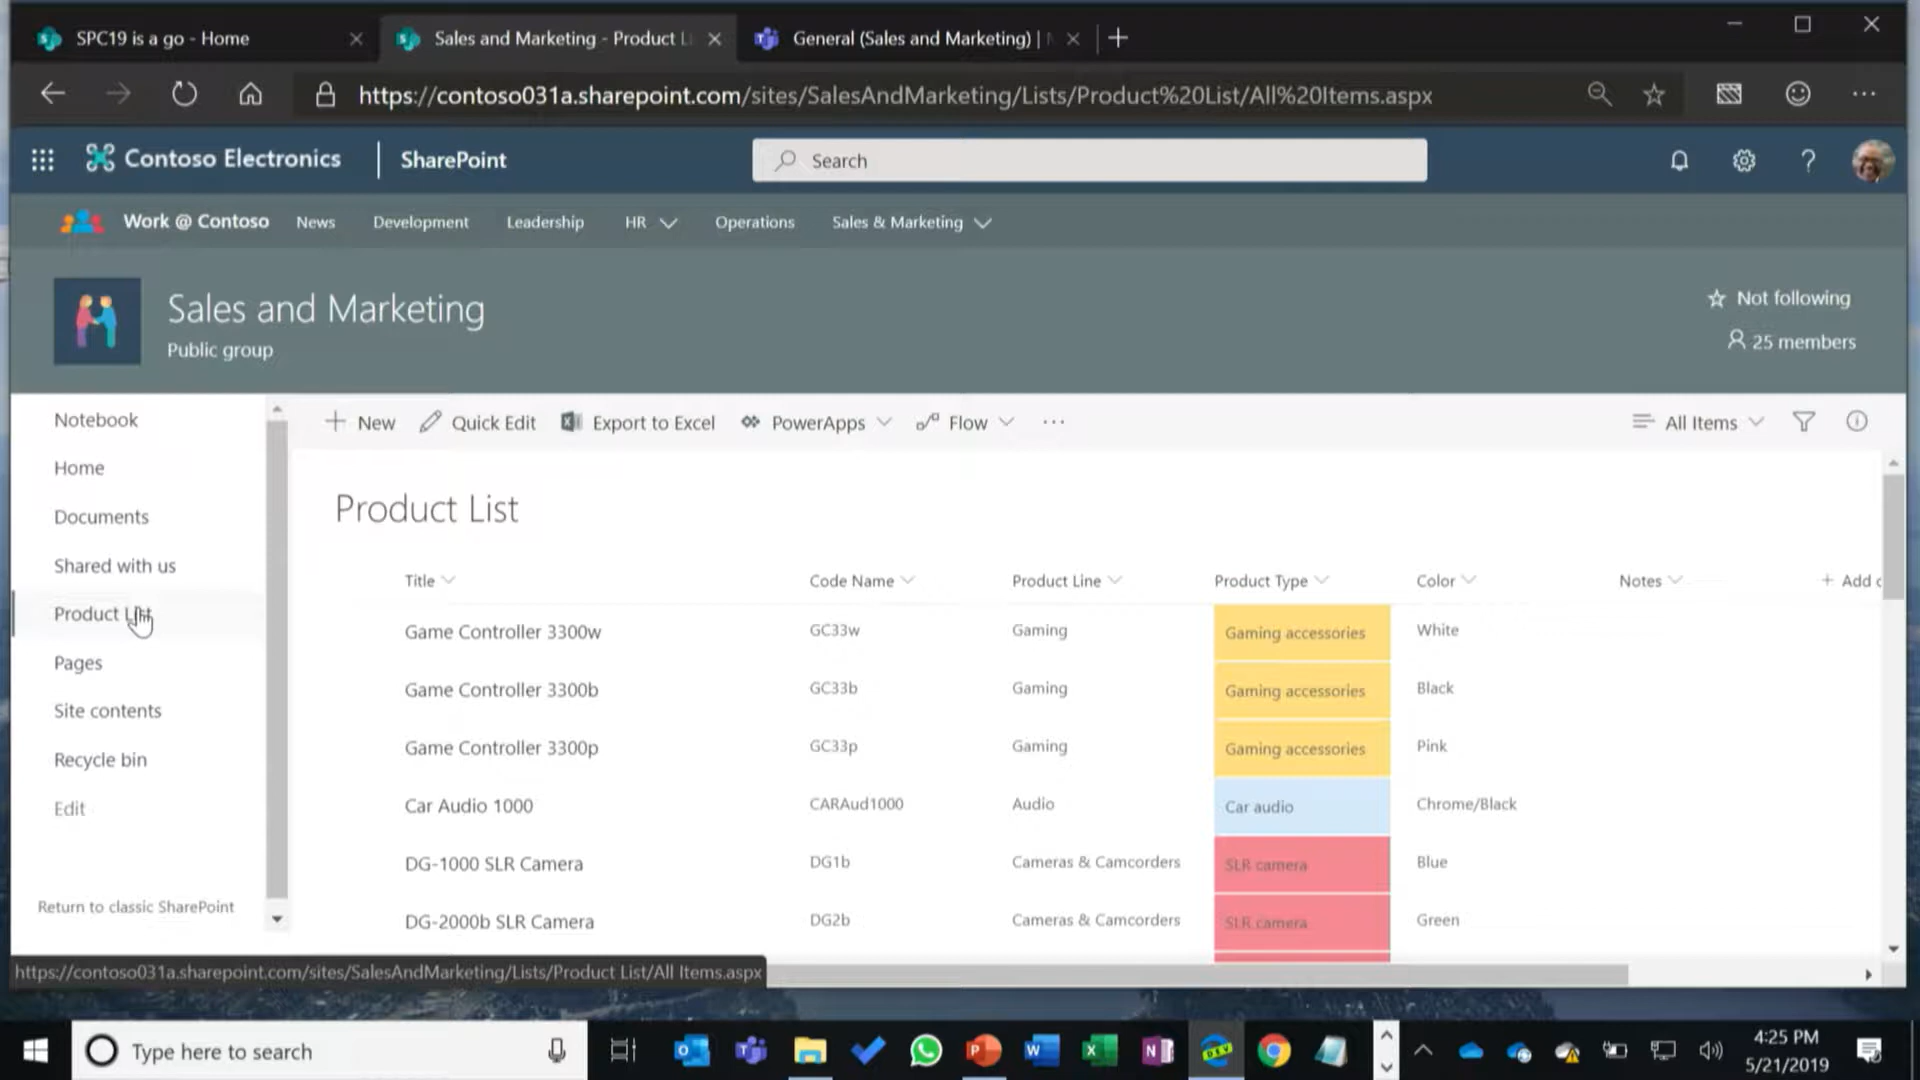 SPC19 is a go - Home
Sales and Marketing - Product Li
General (Sales and Marketing) |
https://contoso031a.sharepoint.com/sites/SalesAndMarketing/Lists/Product%20List/All%20Items.aspx
Contoso Electronics
SharePoint
Search
Work @ Contoso
News
Development
Leadership
HR
Operations
Sales & Marketing
Sales and Marketing
Public group
Not following
25 members
Notebook
Home
Documents
Shared with us
Product List
Pages
Site contents
Recycle bin
Edit
Return to classic SharePoint
New
Quick Edit
Export to Excel
PowerApps
Flow
All Items
Product List
Title Code Name Product Line Product Type Color Notes + Add c
Game Controller 3300w GC33w Gaming Gaming accessories White
Game Controller 3300b GC33b Gaming Gaming accessories Black
Game Controller 3300p GC33p Gaming Gaming accessories Pink
Car Audio 1000 CARAud1000 Audio Car audio Chrome/Black
DG-1000 SLR Camera DG1b Cameras & Camcorders SLR camera Blue
DG-2000b SLR Camera DG2b Cameras & Camcorders SLR camera Green
https://contoso031a.sharepoint.com/sites/SalesAndMarketing/Lists/Product List/All Items.aspx
Type here to search
DEV
4:25 PM
5/21/2019